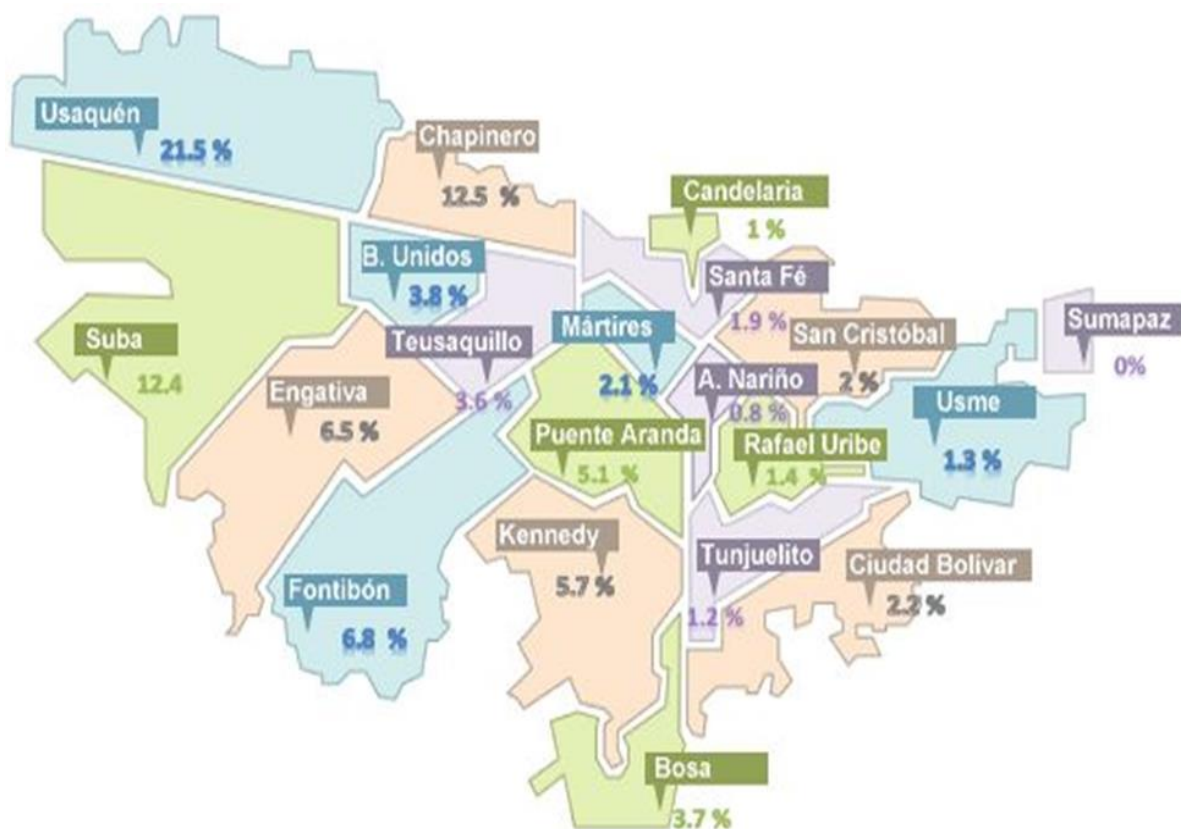 Usaquén
21.5 %
Chapinero
12.5 %
Candelaria
1 %
B. Unidos
3.8 %
Santa Fé
1.9 %
Sumapaz
0%
Suba
12.4
Teusaquillo
3.6 %
Mártires
2.1 %
San Cristóbal
2 %
Engativa
6.5 %
A. Nariño
0.8 %
Usme
1.3 %
Puente Aranda
5.1 %
Rafael Uribe
1.4 %
Kennedy
5.7 %
Tunjuelito
1.2 %
Ciudad Bolivar
2.2 %
Fontibón
6.8 %
Bosa
3.7 %